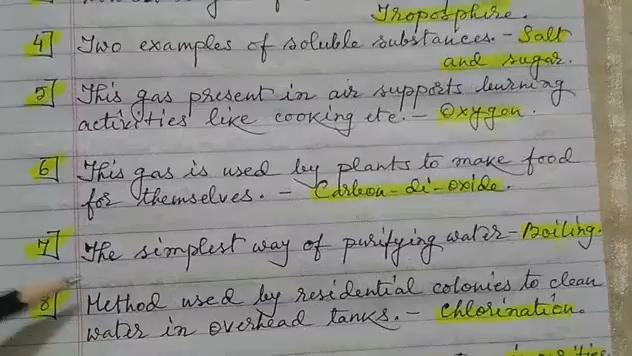 Troposphire.
4] Two examples of soluble substances. - Salt
and sugar.
5] This gas present in air supports burning
activities like cooking etc. - Oxygen.
6] This gas is used by plants to make food
for themselves. - Carbon-di-oxide.
7] The simplest way of purifying water - Boiling.
8] Method used by residential colonies to clean
water in overhead tanks. - Chlorination.